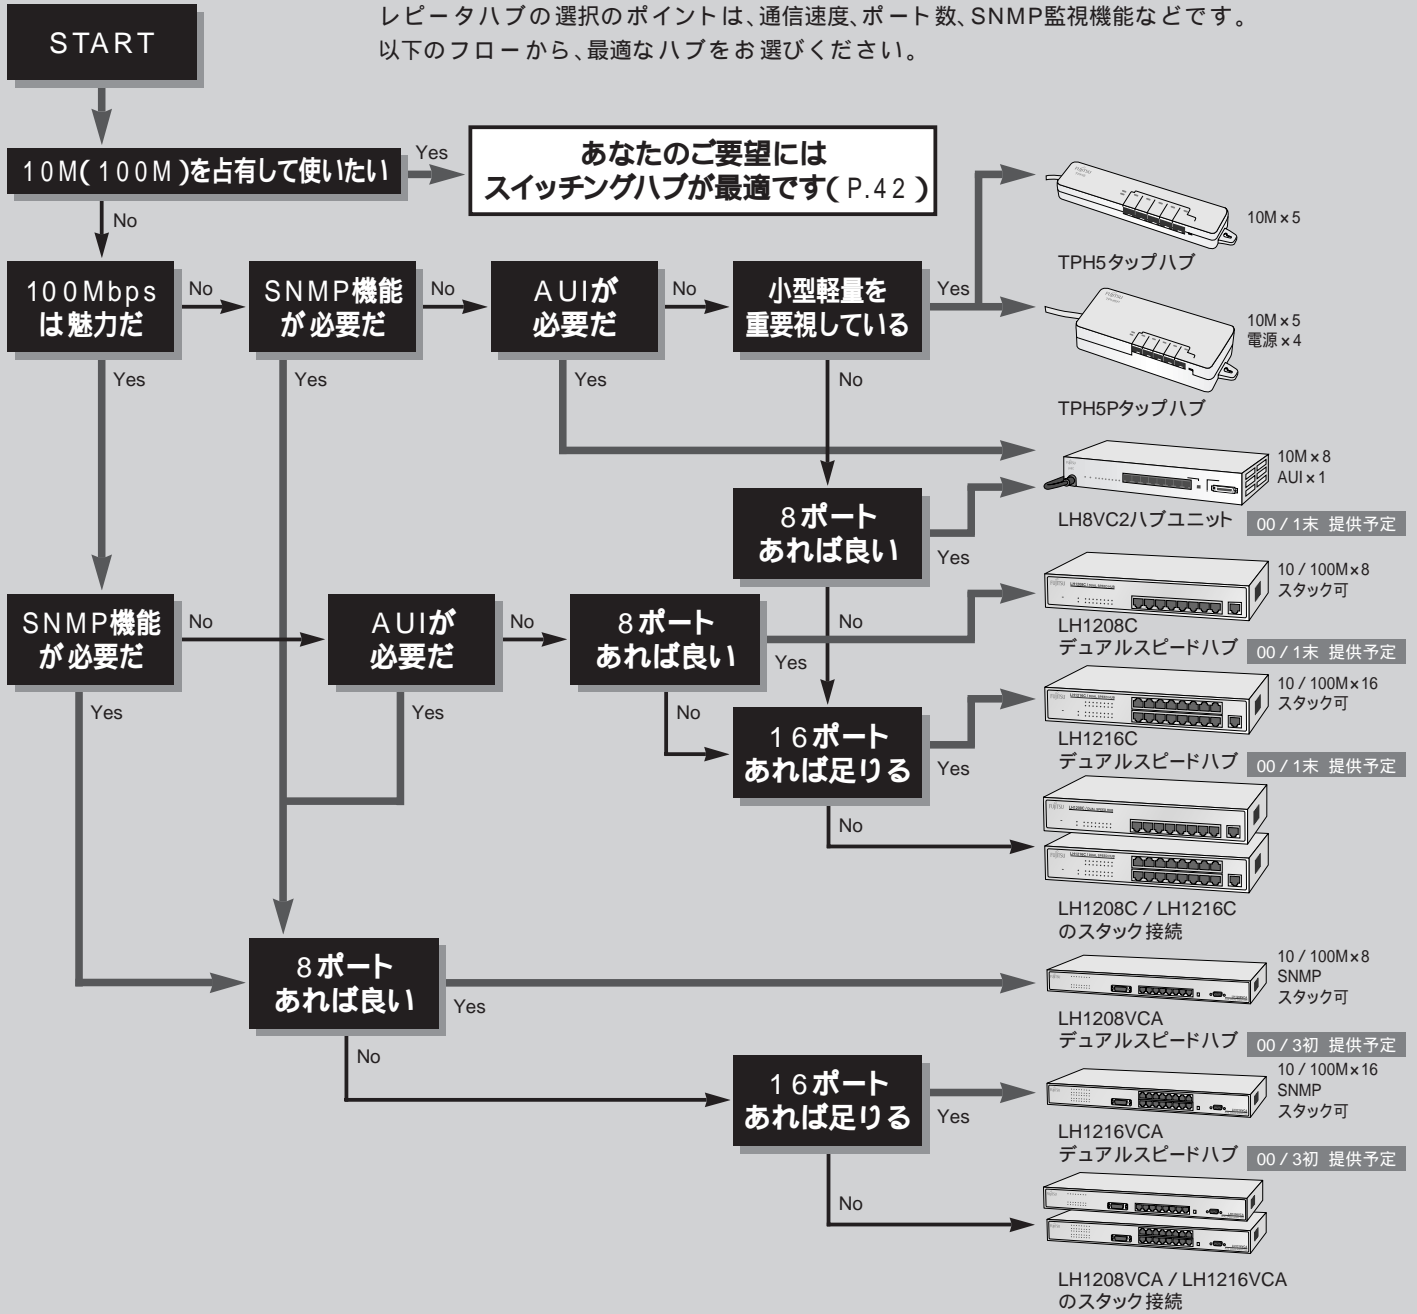 レピータハブの選択のポイントは、通信速度、ポート数、SNMP監視機能などです。
以下のフローから、最適なハブをお選びください。
START
10M(100M)を占有して使いたい
Yes
あなたのご要望には
スイッチングハブが最適です(P.42)
No
100Mbps
は魅力だ
No
SNMP機能
が必要だ
No
AUIが
必要だ
No
小型軽量を
重要視している
Yes
10M×5
TPH5タップハブ
10M×5
電源×4
TPH5Pタップハブ
Yes
Yes
Yes
No
10M×8
AUI×1
LH8VC2ハブユニット
00/1末 提供予定
8ポート
あれば良い
Yes
No
10/100M×8
スタック可
LH1208C
デュアルスピードハブ
00/1末 提供予定
SNMP機能
が必要だ
No
AUIが
必要だ
No
8ポート
あれば良い
Yes
Yes
Yes
No
10/100M×16
スタック可
LH1216C
デュアルスピードハブ
00/1末 提供予定
16ポート
あれば足りる
Yes
No
LH1208C/LH1216C
のスタック接続
8ポート
あれば良い
Yes
No
10/100M×8
SNMP
スタック可
LH1208VCA
デュアルスピードハブ
00/3初 提供予定
16ポート
あれば足りる
Yes
No
10/100M×16
SNMP
スタック可
LH1216VCA
デュアルスピードハブ
00/3初 提供予定
LH1208VCA/LH1216VCA
のスタック接続